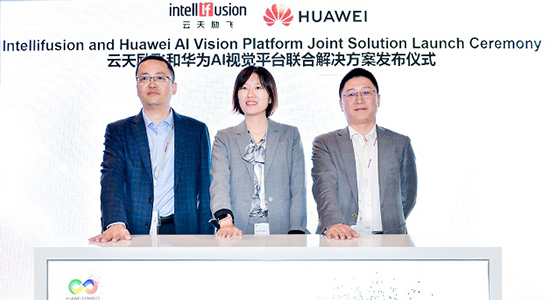 intellifusion
云天励飞
HUAWEI
Intellifusion and Huawei AI Vision Platform Joint Solution Launch Ceremony
云天励飞和华为AI视觉平台联合解决方案发布仪式
HUAWEI CONNECT